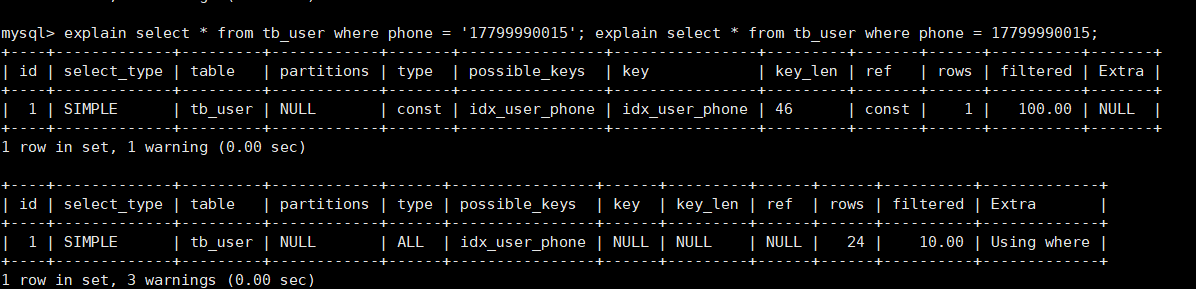 mysql> explain select * from tb_user where phone = '17799990015'; explain select * from tb_user where phone = 17799990015;
+----+-------------+---------+------------+-------+----------------+----------------+---------+-------+------+----------+-------+
| id | select_type | table   | partitions | type  | possible_keys  | key            | key_len | ref   | rows | filtered | Extra |
+----+-------------+---------+------------+-------+----------------+----------------+---------+-------+------+----------+-------+
|  1 | SIMPLE      | tb_user | NULL       | const | idx_user_phone | idx_user_phone | 46      | const |    1 |   100.00 | NULL  |
+----+-------------+---------+------------+-------+----------------+----------------+---------+-------+------+----------+-------+
1 row in set, 1 warning (0.00 sec)
+----+-------------+---------+------------+------+----------------+------+---------+------+------+----------+-------------+
| id | select_type | table   | partitions | type | possible_keys  | key  | key_len | ref  | rows | filtered | Extra       |
+----+-------------+---------+------------+------+----------------+------+---------+------+------+----------+-------------+
|  1 | SIMPLE      | tb_user | NULL       | ALL  | idx_user_phone | NULL | NULL    | NULL |   24 |    10.00 | Using where |
+----+-------------+---------+------------+------+----------------+------+---------+------+------+----------+-------------+
1 row in set, 3 warnings (0.00 sec)